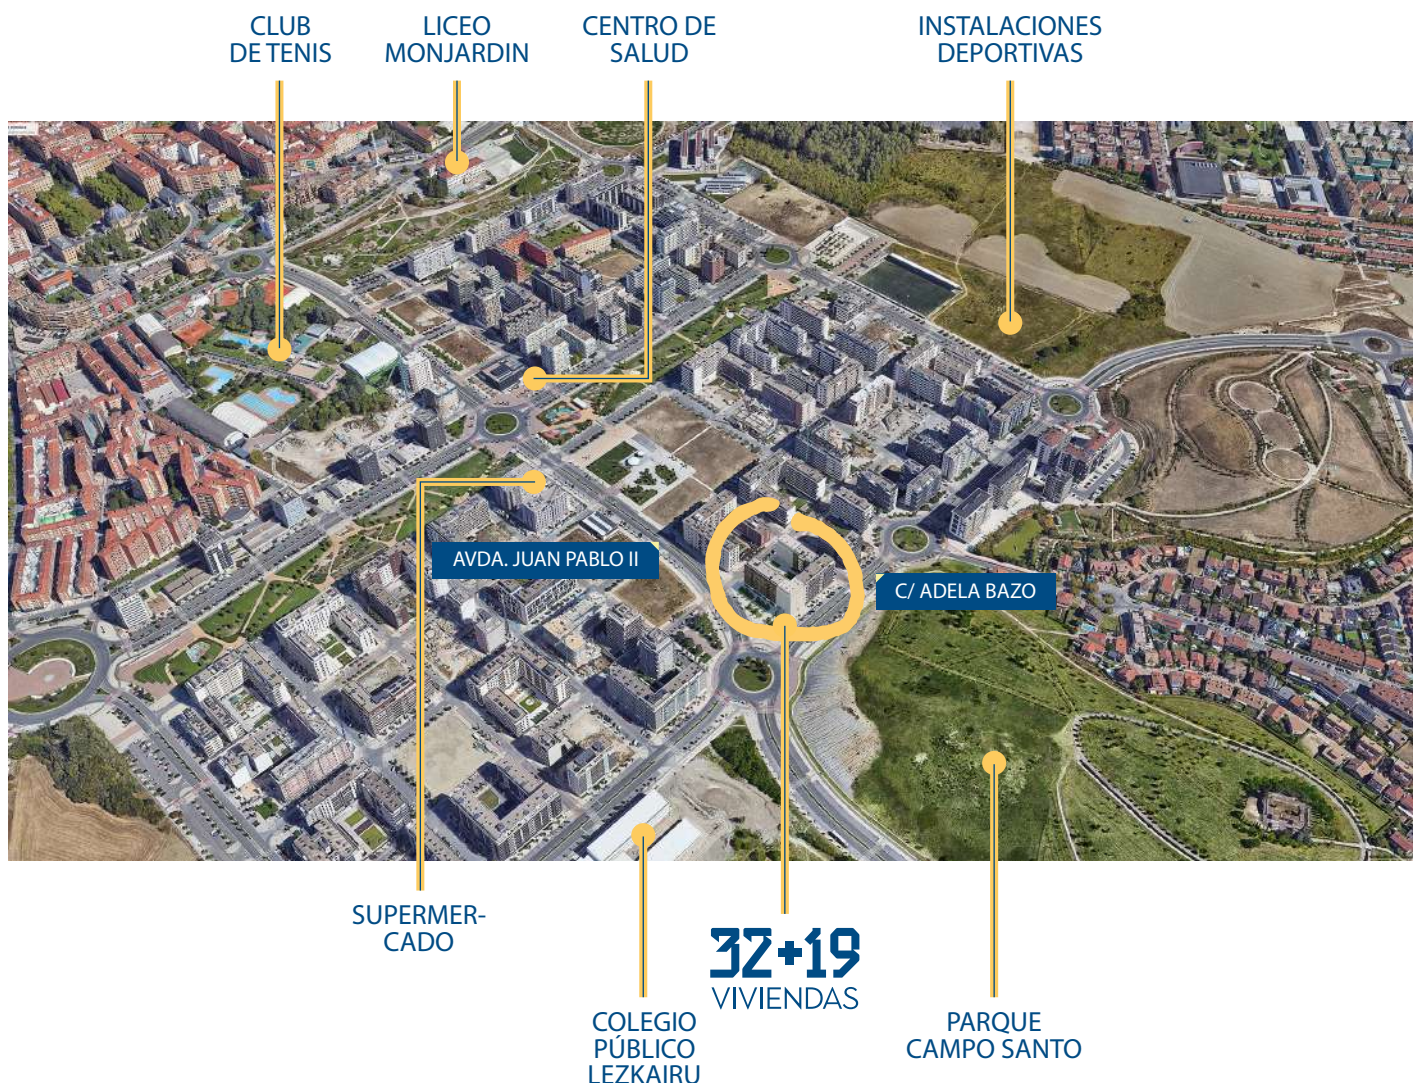 CLUB
DE TENIS
LICEO
MONJARDIN
CENTRO DE
SALUD
INSTALACIONES
DEPORTIVAS
AVDA. JUAN PABLO II
C/ ADELA BAZO
SUPERMER-
CADO
32+19
VIVIENDAS
COLEGIO
PÚBLICO
LEZKAIRU
PARQUE
CAMPO SANTO